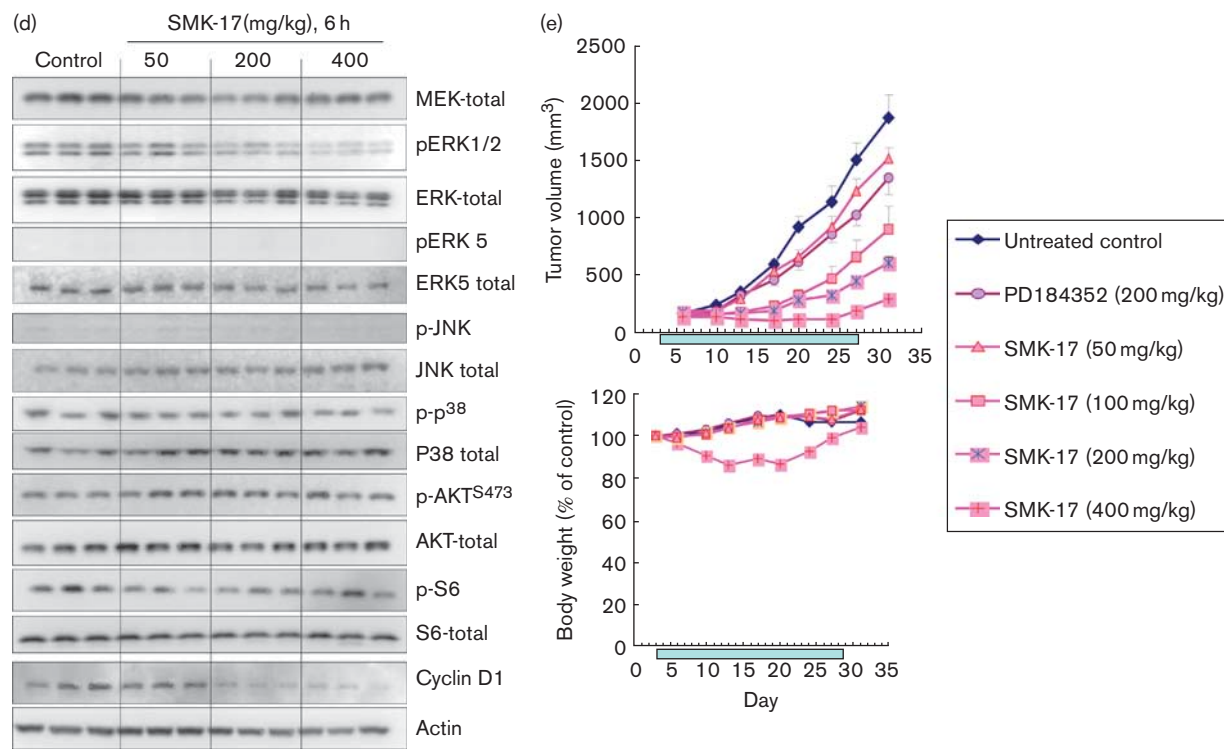 (d)
SMK-17(mg/kg), 6 h
Control 50 200 400
MEK-total
pERK1/2
ERK-total
pERK 5
ERK5 total
p-JNK
JNK total
p-p38
P38 total
p-AKTS473
AKT-total
p-S6
S6-total
Cyclin D1
Actin
(e)
Tumor volume (mm3)
2500
2000
1500
1000
500
0
0 5 10 15 20 25 30 35
Body weight (% of control)
120
100
80
60
40
20
0
0 5 10 15 20 25 30 35
Day
Untreated control
PD184352 (200 mg/kg)
SMK-17 (50 mg/kg)
SMK-17 (100 mg/kg)
SMK-17 (200 mg/kg)
SMK-17 (400 mg/kg)